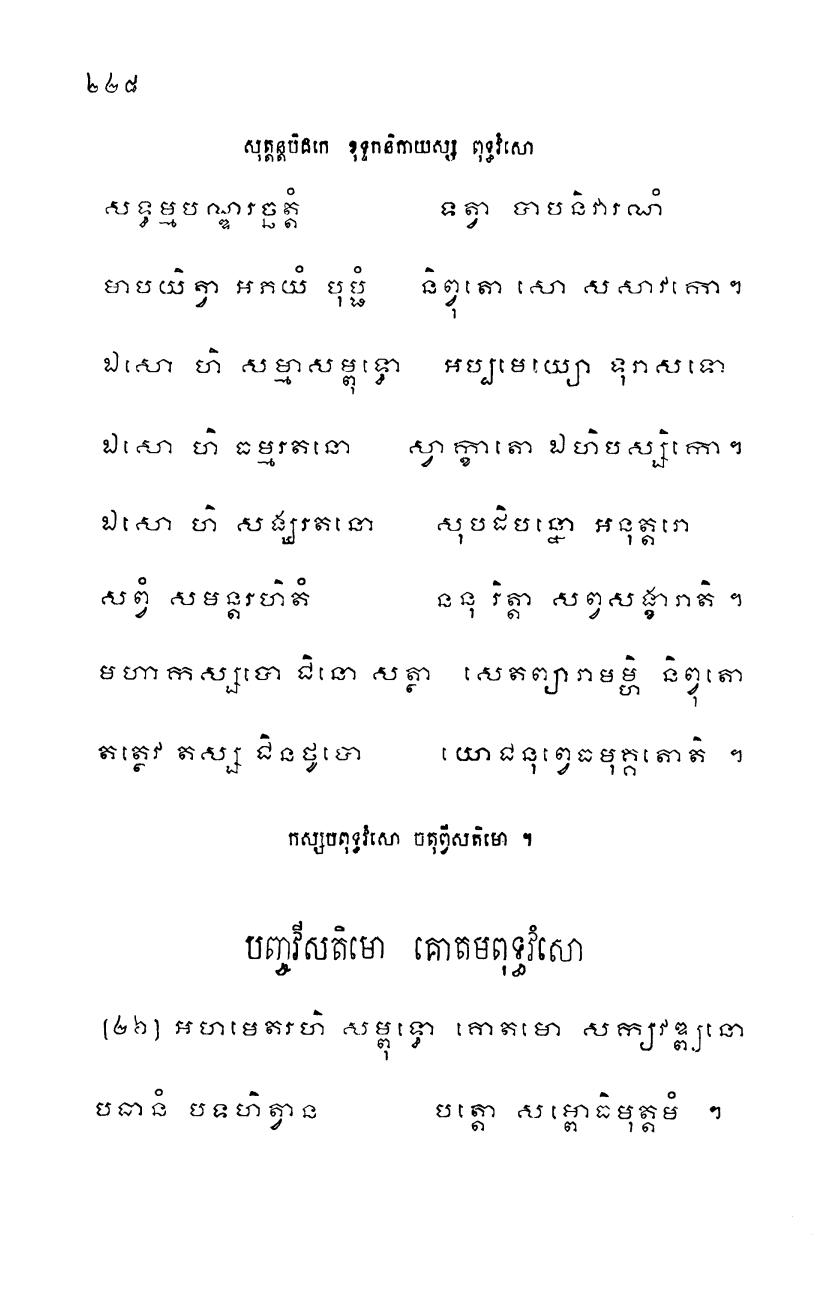 ២៤៨
សុត្តន្តបិដកេ ខុទ្ទកនិកាយស្ស ពុទ្ធវំសោ
សទ្ធម្មបណ្ឌរច្ឆត្តំ ទត្វា បាបនិវារណំ
មាបយិត្វា អភយំ បុប្ផំ និព្វុតោ សោ សសាវកោ។
ឯសោ ហិ សម្មាសម្ពុទ្ធោ អប្បមេយ្យោ ទុរាសទោ
ឯសោ ហិ ធម្មរតនោ ស្វាក្ខាតោ ឯហិបស្សិកោ។
ឯសោ ហិ សង្ឃរតនោ សុបដិបន្នោ អនុត្តរោ
សព្វំ សមន្តរហិតំ ននុ រិត្តា សព្វសង្ខារាតិ ។
មហាកស្សបោ ជិនោ សត្ថា សេតព្យារាមម្ហិ និព្វុតោ
តត្ថេវ តស្ស ជិនថូបោ យោជនុព្វេធមុគ្គតោតិ ។
កស្សបពុទ្ធវំសោ ចតុវីសតិមោ ។
បញ្ចវីសតិមោ គោតមពុទ្ធវំសោ
[២៦] អហមេតរហិ សម្ពុទ្ធោ គោតមោ សក្យវឌ្ឍនោ
បធានំ បទហិត្វាន បត្តោ សម្ពោធិមុត្តមំ ។